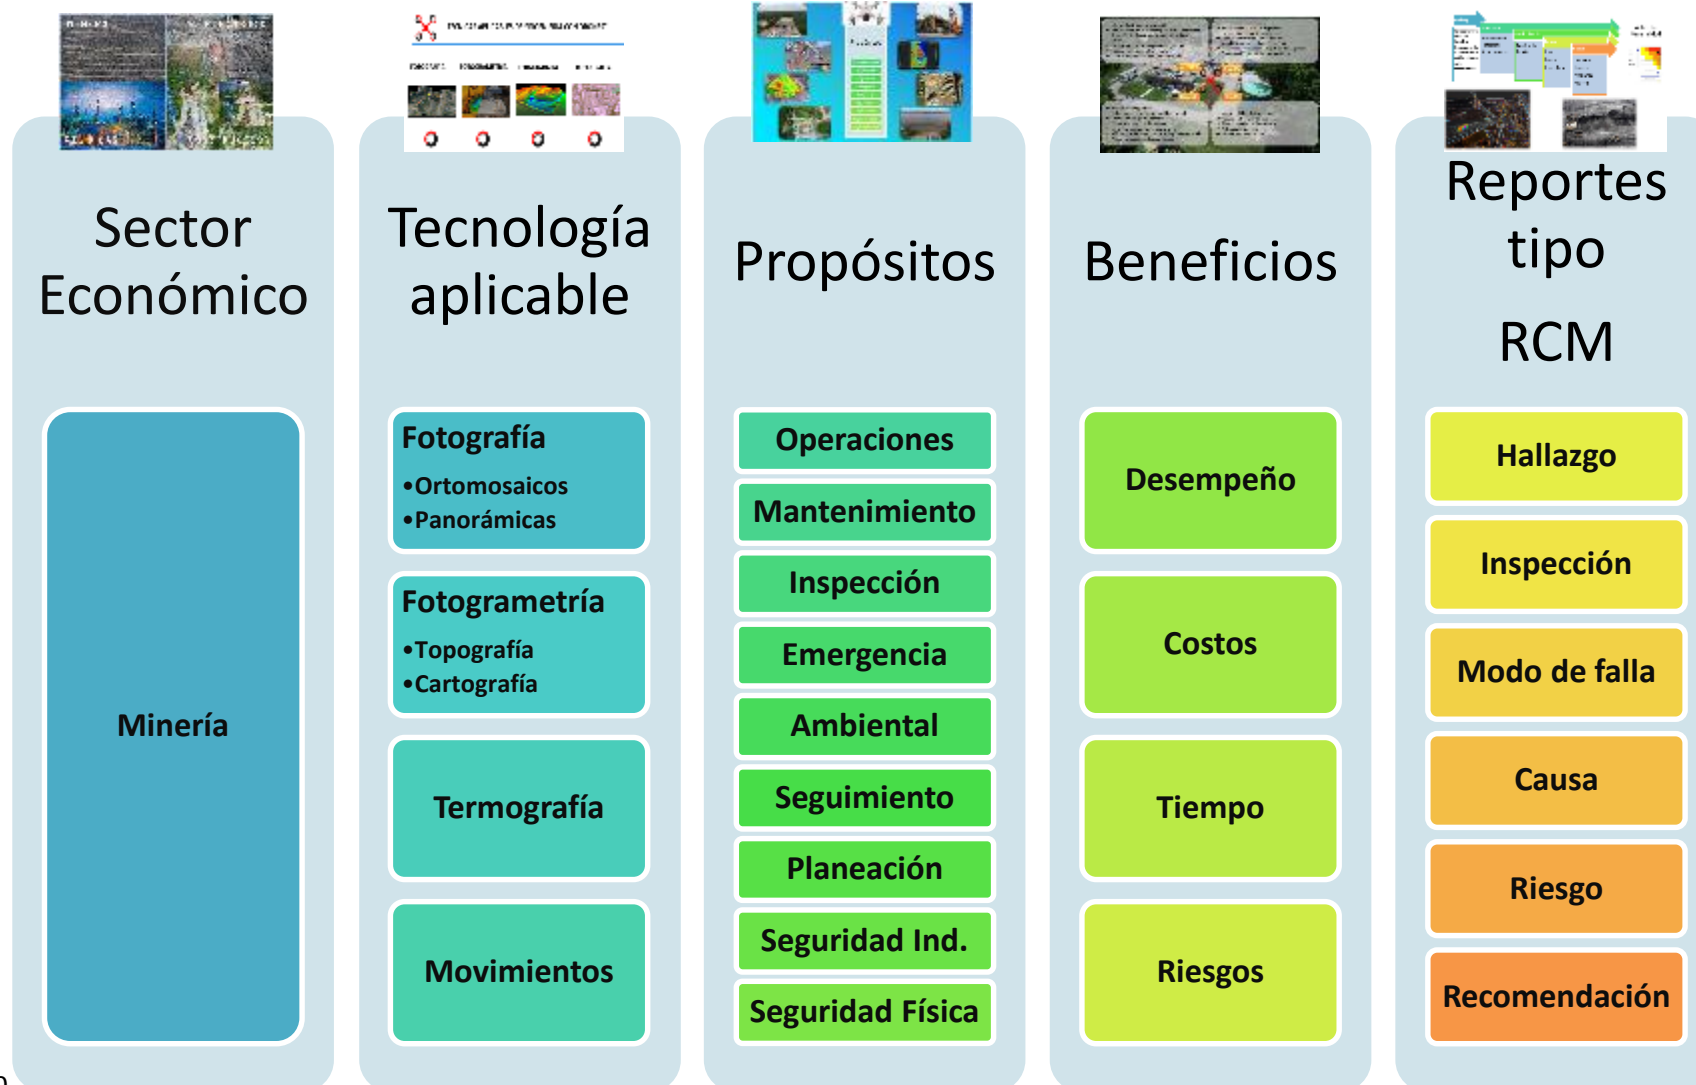 Sector
Económico
Minería
Tecnología
aplicable
Fotografía
•Ortomosaicos
•Panorámicas
Fotogrametría
•Topografía
•Cartografía
Termografía
Movimientos
Propósitos
Operaciones
Mantenimiento
Inspección
Emergencia
Ambiental
Seguimiento
Planeación
Seguridad Ind.
Seguridad Física
Beneficios
Desempeño
Costos
Tiempo
Riesgos
Reportes
tipo
RCM
Hallazgo
Inspección
Modo de falla
Causa
Riesgo
Recomendación